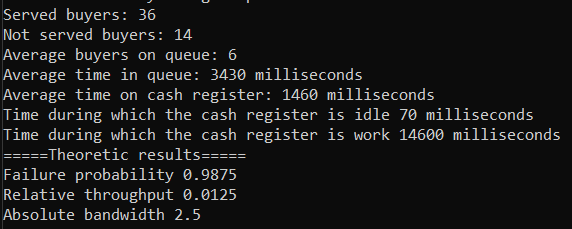 Served buyers: 36
Not served buyers: 14
Average buyers on queue: 6
Average time in queue: 3430 milliseconds
Average time on cash register: 1460 milliseconds
Time during which the cash register is idle 70 milliseconds
Time during which the cash register is work 14600 milliseconds
=====Theoretic results=====
Failure probability 0.9875
Relative throughput 0.0125
Absolute bandwidth 2.5